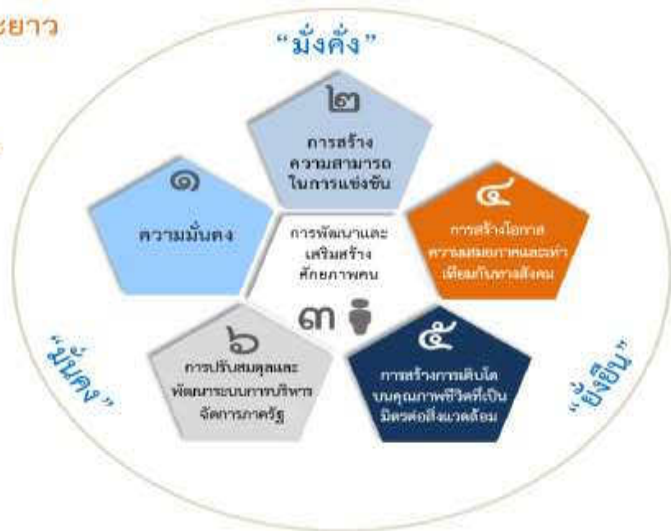 ะยาว
“มั่งคั่ง”
๒
การสร้าง
ความสามารถ
ในการแข่งขัน
๑
ความมั่นคง
๔
การสร้างโอกาส
ความเสมอภาคและเท่า
เทียมกันทางสังคม
การพัฒนาและ
เสริมสร้าง
ศักยภาพคน
๓
๖
การปรับสมดุลและ
พัฒนาระบบการบริหาร
จัดการภาครัฐ
๕
การสร้างการเติบโต
บนคุณภาพชีวิตที่เป็น
มิตรต่อสิ่งแวดล้อม
“มั่นคง”
“ยั่งยืน”